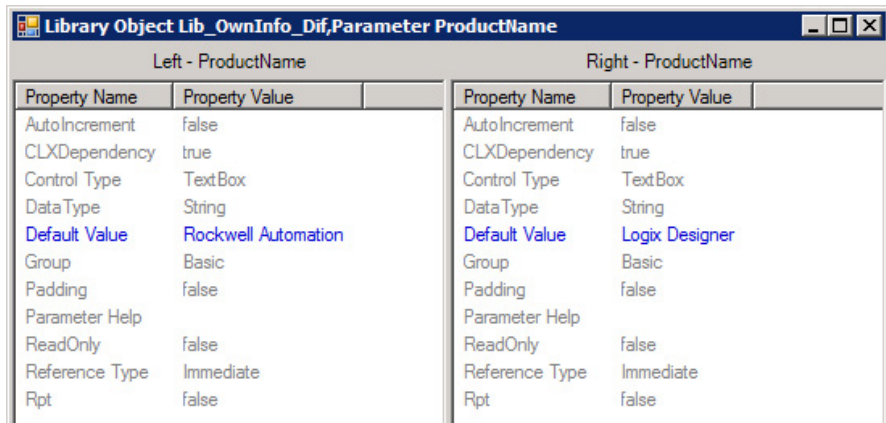 Library Object Lib_OwnInfo_Dif,Parameter ProductName
Left - ProductName Right - ProductName
Property Name Property Value Property Name Property Value
AutoIncrement false AutoIncrement false
CLXDependency true CLXDependency true
Control Type TextBox Control Type TextBox
DataType String DataType String
Default Value Rockwell Automation Default Value Logix Designer
Group Basic Group Basic
Padding false Padding false
Parameter Help Parameter Help
ReadOnly false ReadOnly false
Reference Type Immediate Reference Type Immediate
Rpt false Rpt false